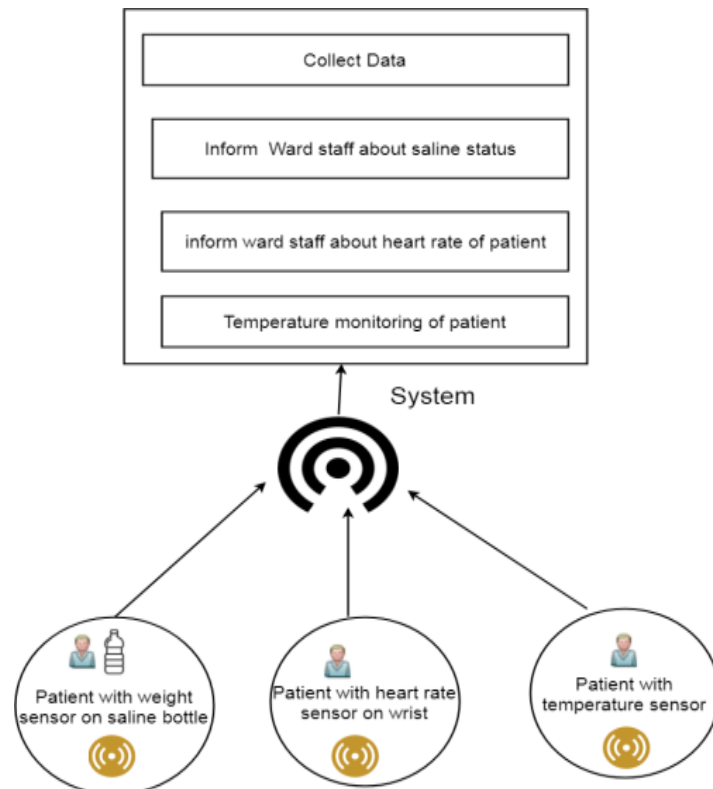 Collect Data
Inform Ward staff about saline status
inform ward staff about heart rate of patient
Temperature monitoring of patient
System
Patient with weight
sensor on saline bottle
Patient with heart rate
sensor on wrist
Patient with
temperature sensor